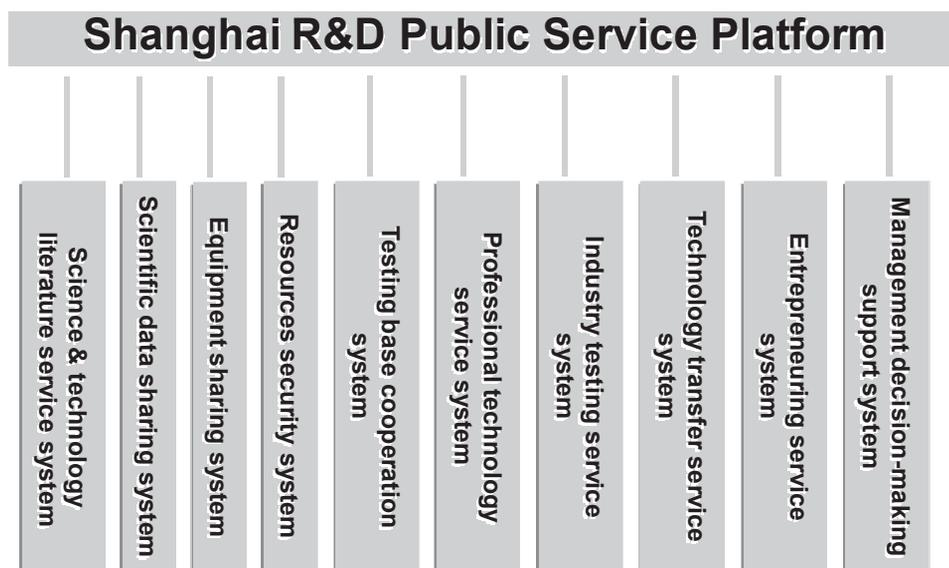 Shanghai R&D Public Service Platform
Science & technology
literature service system
Scientific data sharing system
Equipment sharing system
Resources security system
Testing base cooperation
system
Professional technology
service system
Industry testing service
system
Technology transfer service
system
Entrepreneuring service
system
Management decision-making
support system